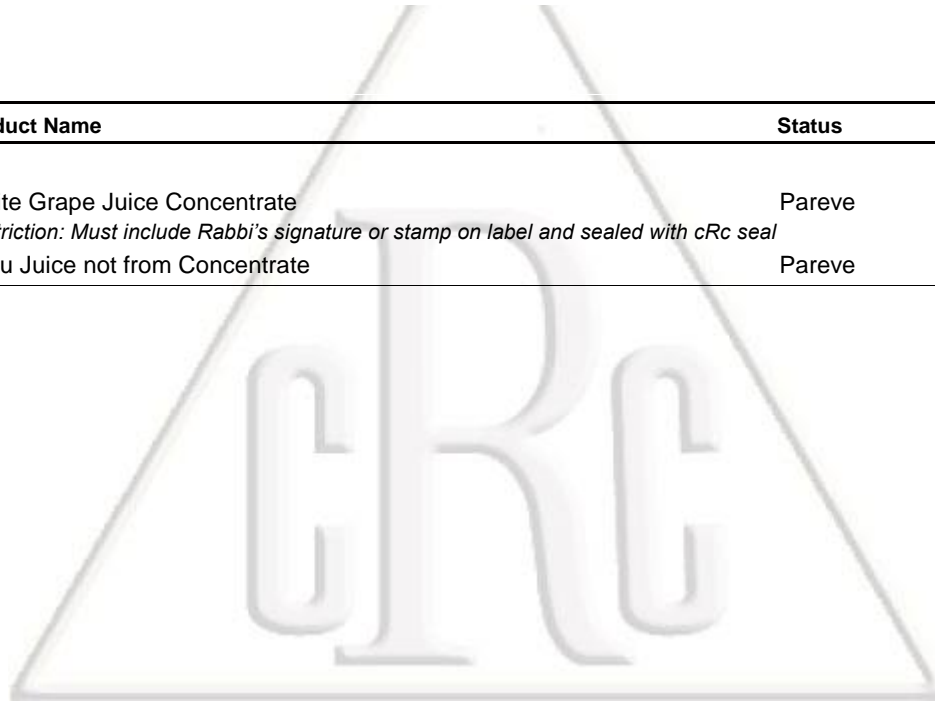 duct Name Status
te Grape Juice Concentrate Pareve
triction: Must include Rabbi's signature or stamp on label and sealed with cRc seal
u Juice not from Concentrate Pareve
cRc